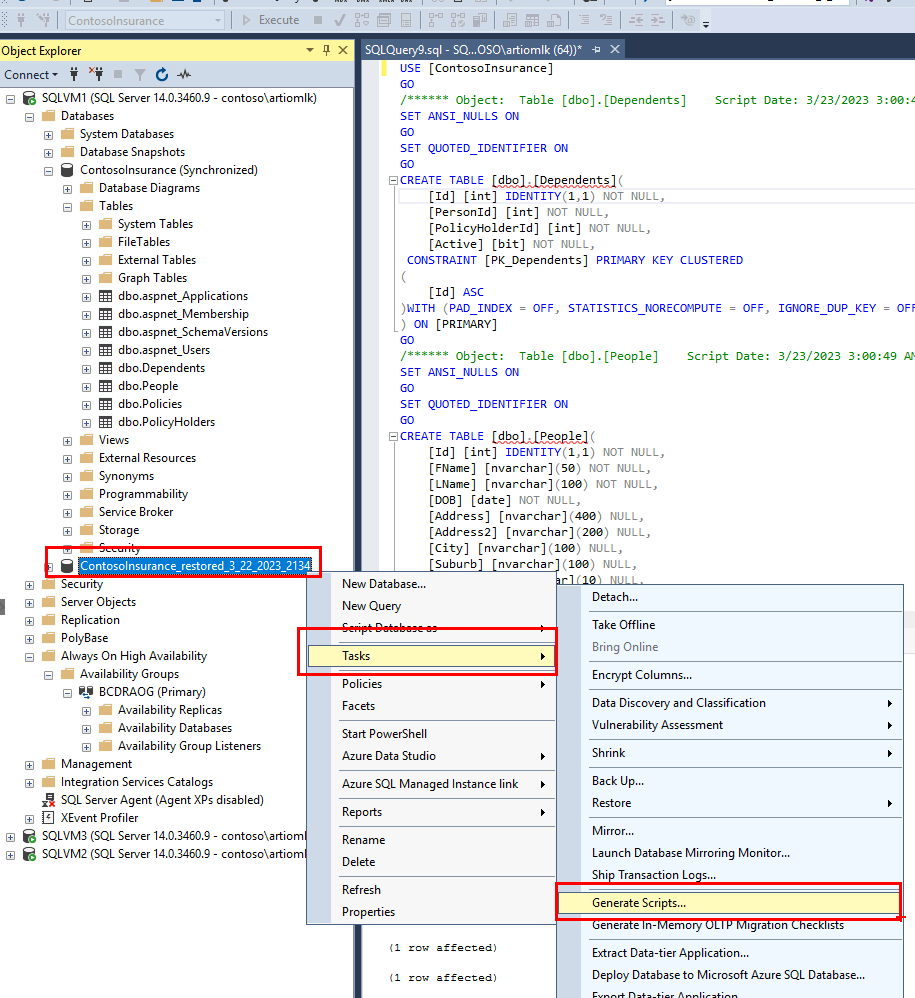 ContosoInsurance
Execute
Object Explorer
Connect
SQLVM1 (SQL Server 14.0.3460.9 - contoso\artiomlk)
Databases
System Databases
Database Snapshots
ContosoInsurance (Synchronized)
Database Diagrams
Tables
System Tables
FileTables
External Tables
Graph Tables
dbo.aspnet_Applications
dbo.aspnet_Membership
dbo.aspnet_SchemaVersions
dbo.aspnet_Users
dbo.Dependents
dbo.People
dbo.Policies
dbo.PolicyHolders
Views
External Resources
Synonyms
Programmability
Service Broker
Storage
Security
ContosoInsurance_restored_3_22_2023_2134
Security
Server Objects
Replication
PolyBase
Always On High Availability
Availability Groups
BCDRAOG (Primary)
Availability Replicas
Availability Databases
Availability Group Listeners
Management
Integration Services Catalogs
SQL Server Agent (Agent XPs disabled)
XEvent Profiler
SQLVM3 (SQL Server 14.0.3460.9 - contoso\artioml
SQLVM2 (SQL Server 14.0.3460.9 - contoso\artioml
SQLQuery9.sql - SQ...OSO\artiomlk (64))*
USE [ContosoInsurance]
GO
/****** Object:  Table [dbo].[Dependents]    Script Date: 3/23/2023 3:00:4
SET ANSI_NULLS ON
GO
SET QUOTED_IDENTIFIER ON
GO
CREATE TABLE [dbo].[Dependents](
[Id] [int] IDENTITY(1,1) NOT NULL,
[PersonId] [int] NOT NULL,
[PolicyHolderId] [int] NOT NULL,
[Active] [bit] NOT NULL,
CONSTRAINT [PK_Dependents] PRIMARY KEY CLUSTERED
(
[Id] ASC
)WITH (PAD_INDEX = OFF, STATISTICS_NORECOMPUTE = OFF, IGNORE_DUP_KEY = OFF
) ON [PRIMARY]
GO
/****** Object:  Table [dbo].[People]    Script Date: 3/23/2023 3:00:49 AM
SET ANSI_NULLS ON
GO
SET QUOTED_IDENTIFIER ON
GO
CREATE TABLE [dbo].[People](
[Id] [int] IDENTITY(1,1) NOT NULL,
[FName] [nvarchar](50) NOT NULL,
[LName] [nvarchar](100) NOT NULL,
[DOB] [date] NOT NULL,
[Address] [nvarchar](400) NULL,
[Address2] [nvarchar](200) NULL,
[City] [nvarchar](100) NULL,
[Suburb] [nvarchar](100) NULL,
(10) NULL,
New Database...
New Query
Script Database as
Tasks
Policies
Facets
Start PowerShell
Azure Data Studio
Azure SQL Managed Instance link
Reports
Rename
Delete
Refresh
Properties
Detach...
Take Offline
Bring Online
Encrypt Columns...
Data Discovery and Classification
Vulnerability Assessment
Shrink
Back Up...
Restore
Mirror...
Launch Database Mirroring Monitor...
Ship Transaction Logs...
Generate Scripts...
Generate In-Memory OLTP Migration Checklists
Extract Data-tier Application...
Deploy Database to Microsoft Azure SQL Database...
Export Data-tier Application
(1 row affected)
(1 row affected)